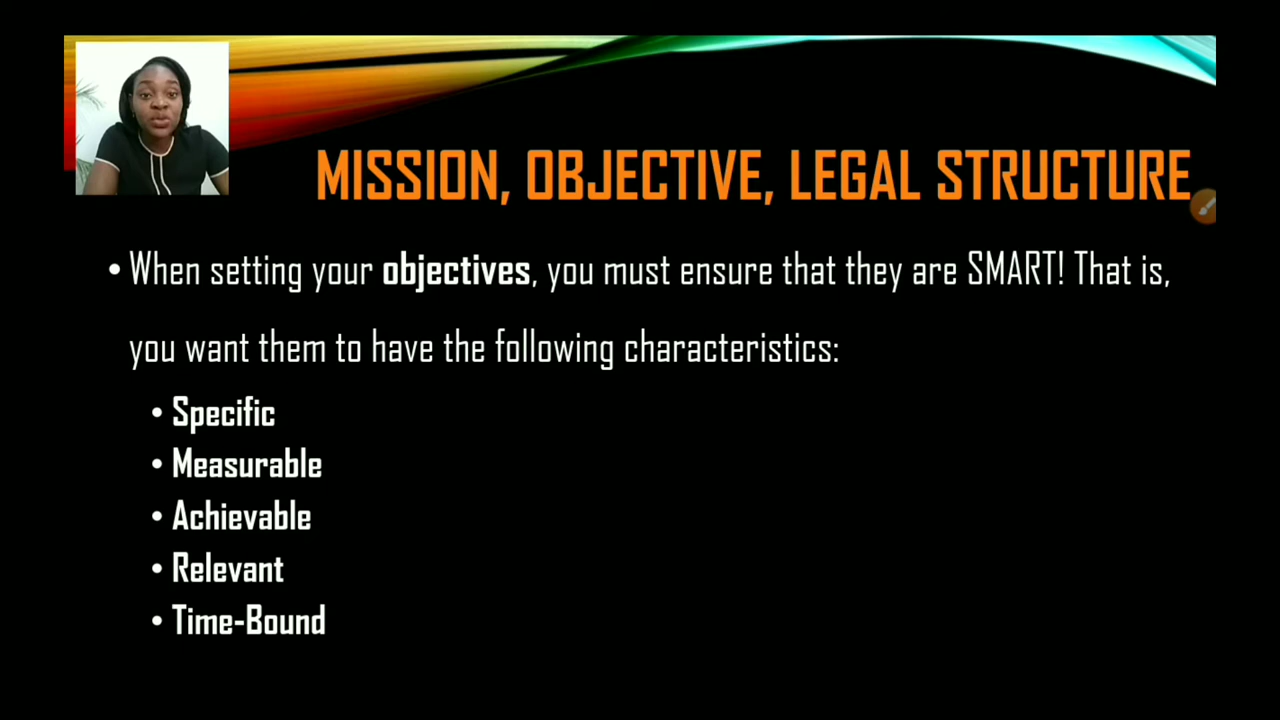 MISSION, OBJECTIVE, LEGAL STRUCTURE
• When setting your objectives, you must ensure that they are SMART! That is,
you want them to have the following characteristics:
• Specific
• Measurable
• Achievable
• Relevant
• Time-Bound